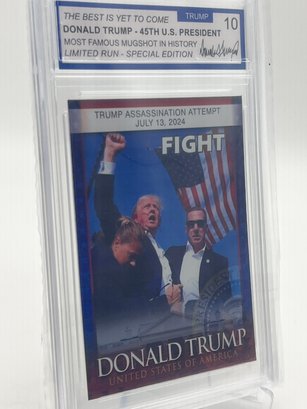 THE BEST IS YET TO COME
TRUMP
10
DONALD TRUMP - 45TH U.S. PRESIDENT
MOST FAMOUS MUGSHOT IN HISTORY
LIMITED RUN - SPECIAL EDITION
TRUMP ASSASSINATION ATTEMPT
JULY 13, 2024
FIGHT
DONALD TRUMP
UNITED STATES OF AMERICA